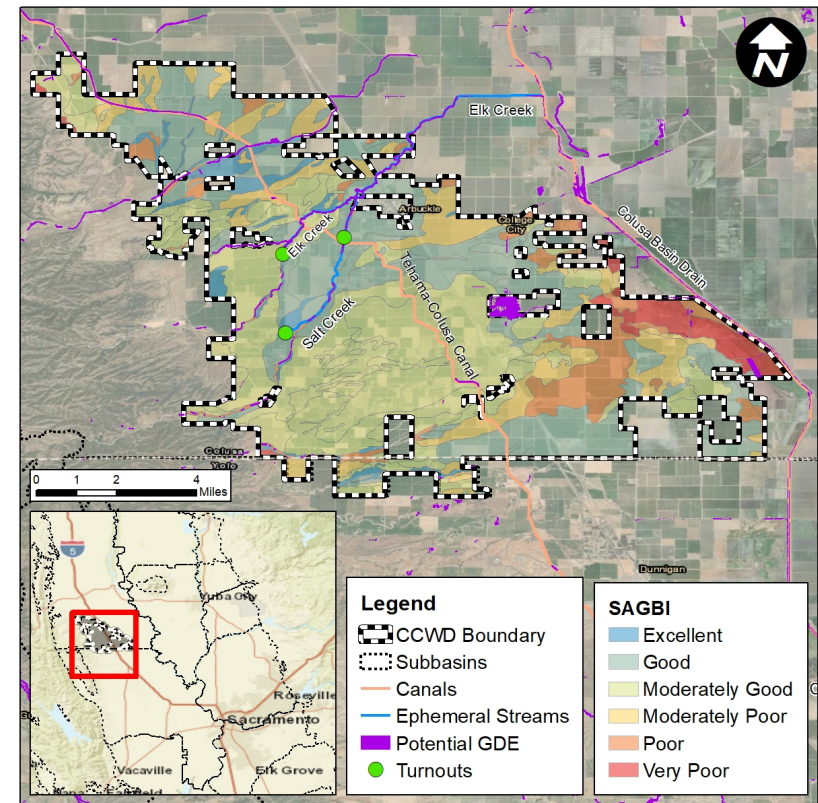 N
Elk Creek
Arbuckle
College
City
Colusa Basin Drain
Elk Creek
Tehama-Colusa Canal
Salt Creek
Colusa
Yolo
0 1 2 4
Miles
Dunnigan
5
Yuba City
Roseville
Sacramento
Vacaville
Elk Grove
Fairfield
Legend
CCWD Boundary
Subbasins
Canals
Ephemeral Streams
Potential GDE
Turnouts
SAGBI
Excellent
Good
Moderately Good
Moderately Poor
Poor
Very Poor